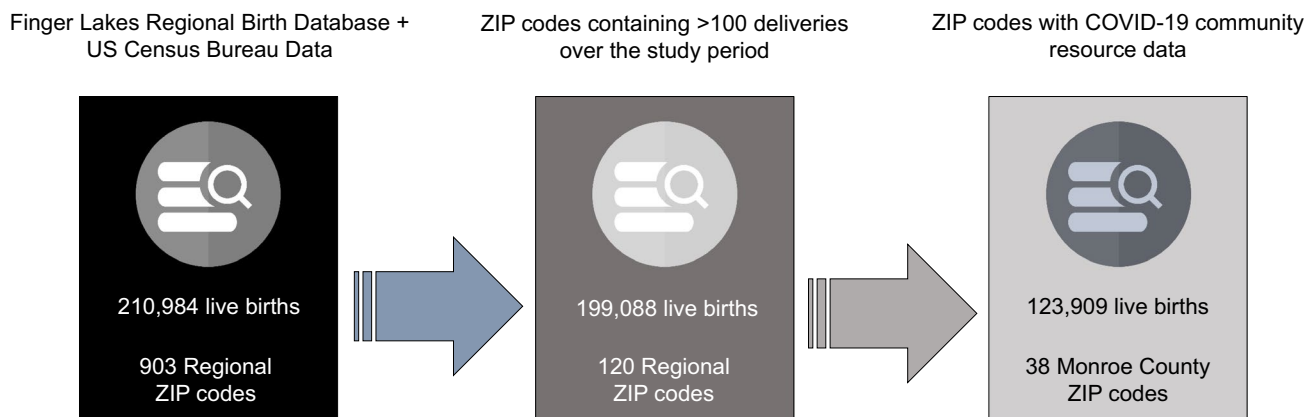 Finger Lakes Regional Birth Database +
US Census Bureau Data
ZIP codes containing >100 deliveries
over the study period
ZIP codes with COVID-19 community
resource data
210,984 live births
903 Regional
ZIP codes
199,088 live births
120 Regional
ZIP codes
123,909 live births
38 Monroe County
ZIP codes